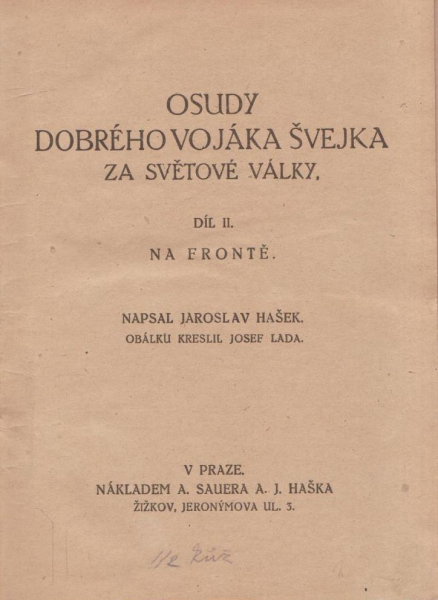 OSUDY
DOBRÉHO VOJÁKA ŠVEJKA
ZA SVĚTOVÉ VÁLKY,
DÍL II.
NA FRONTĚ.
NAPSAL JAROSLAV HAŠEK.
OBÁLKU KRESLIL JOSEF LADA.
V PRAZE.
NÁKLADEM A. SAUERA A. J. HAŠKA
ŽIŽKOV, JERONÝMOVA UL. 3.